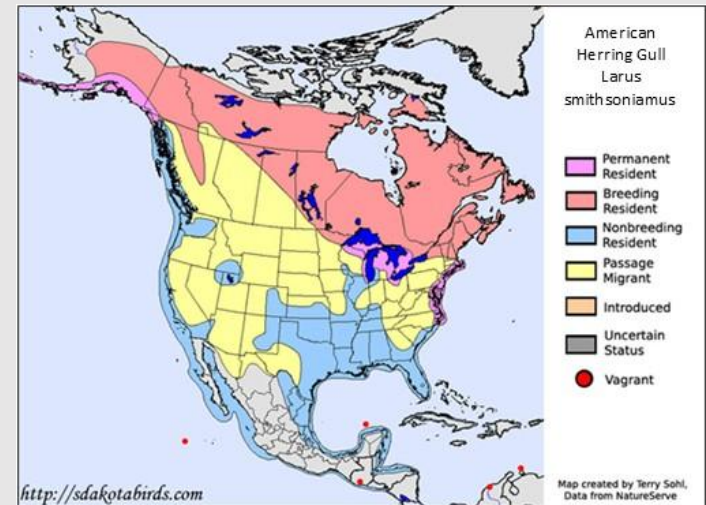 American
Herring Gull
Larus
smithsoniamus
Permanent
Resident
Breeding
Resident
Nonbreeding
Resident
Passage
Migrant
Introduced
Uncertain
Status
Vagrant
Map created by Terry Sohl,
Data from NatureServe
http://sdakotabirds.com